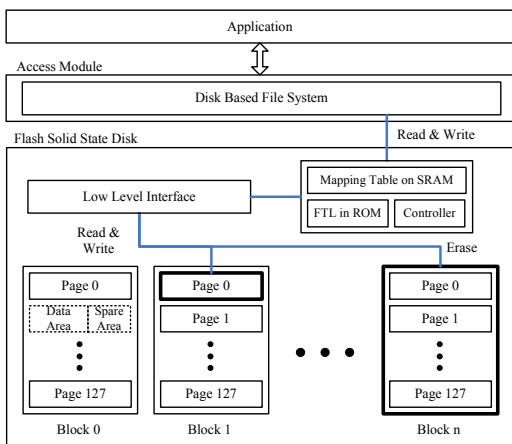 Application
Access Module
Disk Based File System
Flash Solid State Disk
Read & Write
Mapping Table on SRAM
Low Level Interface
FTL in ROM
Controller
Read &
Write
Erase
Page 0
Data
Area
Spare
Area
Page 127
Block 0
Page 0
Page 1
Page 127
Block 1
Page 0
Page 1
Page 127
Block n